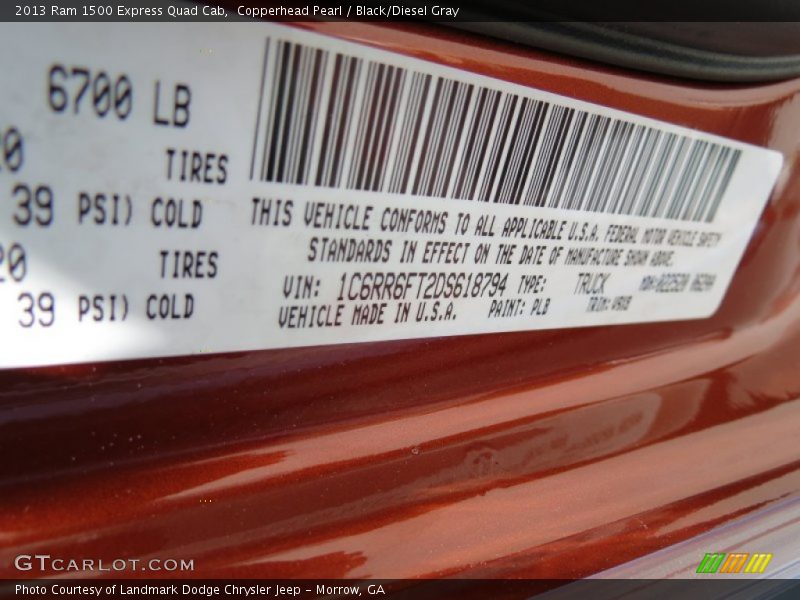 2013 Ram 1500 Express Quad Cab,  Copperhead Pearl / Black/Diesel Gray
6700 LB
20
TIRES
39 PSI) COLD
20
TIRES
39 PSI) COLD
THIS VEHICLE CONFORMS TO ALL APPLICABLE U.S.A. FEDERAL MOTOR VEHICLE SAFETY
STANDARDS IN EFFECT ON THE DATE OF MANUFACTURE SHOWN ABOVE.
VIN: 1C6RR6FT2DS618794 TYPE: TRUCK
VEHICLE MADE IN U.S.A. PAINT: PLB TRIM:
GTCARLOT.COM
Photo Courtesy of Landmark Dodge Chrysler Jeep - Morrow, GA